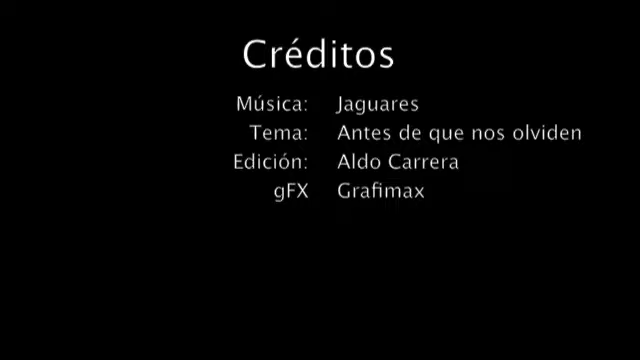 Créditos
Música: Jaguares
Tema: Antes de que nos olviden
Edición: Aldo Carrera
gFX Grafimax